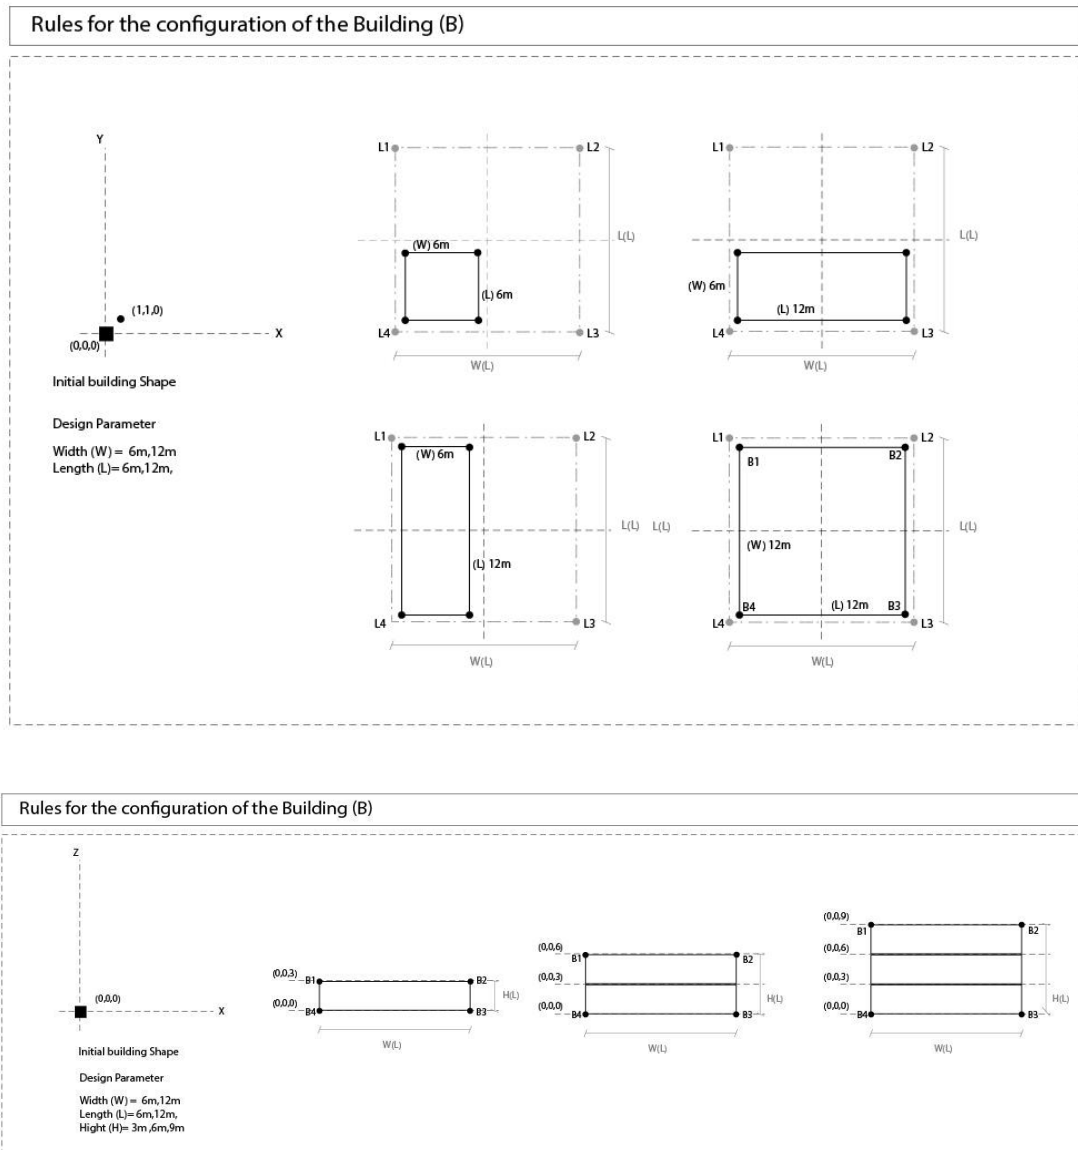 Rules for the configuration of the Building (B)
Y
(1,1,0)
X
(0,0,0)
Initial building Shape
Design Parameter
Width (W) = 6m,12m
Length (L)= 6m,12m,
L1
L2
(W) 6m
L(L)
(L) 6m
L4
L3
W(L)
L1
L2
L(L)
(W) 6m
(L) 12m
L4
L3
W(L)
L1
L2
(W) 6m
L(L)
(L) 12m
L4
L3
W(L)
L1
L2
B1
B2
L(L)
L(L)
(W) 12m
B4
(L) 12m
B3
L4
L3
W(L)
Rules for the configuration of the Building (B)
Z
(0,0,0)
X
Initial building Shape
Design Parameter
Width (W) = 6m,12m
Length (L)= 6m,12m,
Hight (H)= 3m ,6m,9m
(0,0,3)
B1
B2
H(L)
(0,0,0)
B4
B3
W(L)
(0,0,6)
B1
B2
(0,0,3)
H(L)
(0,0,0)
B4
B3
W(L)
(0,0,9)
B1
B2
(0,0,6)
(0,0,3)
H(L)
(0,0,0)
B4
B3
W(L)